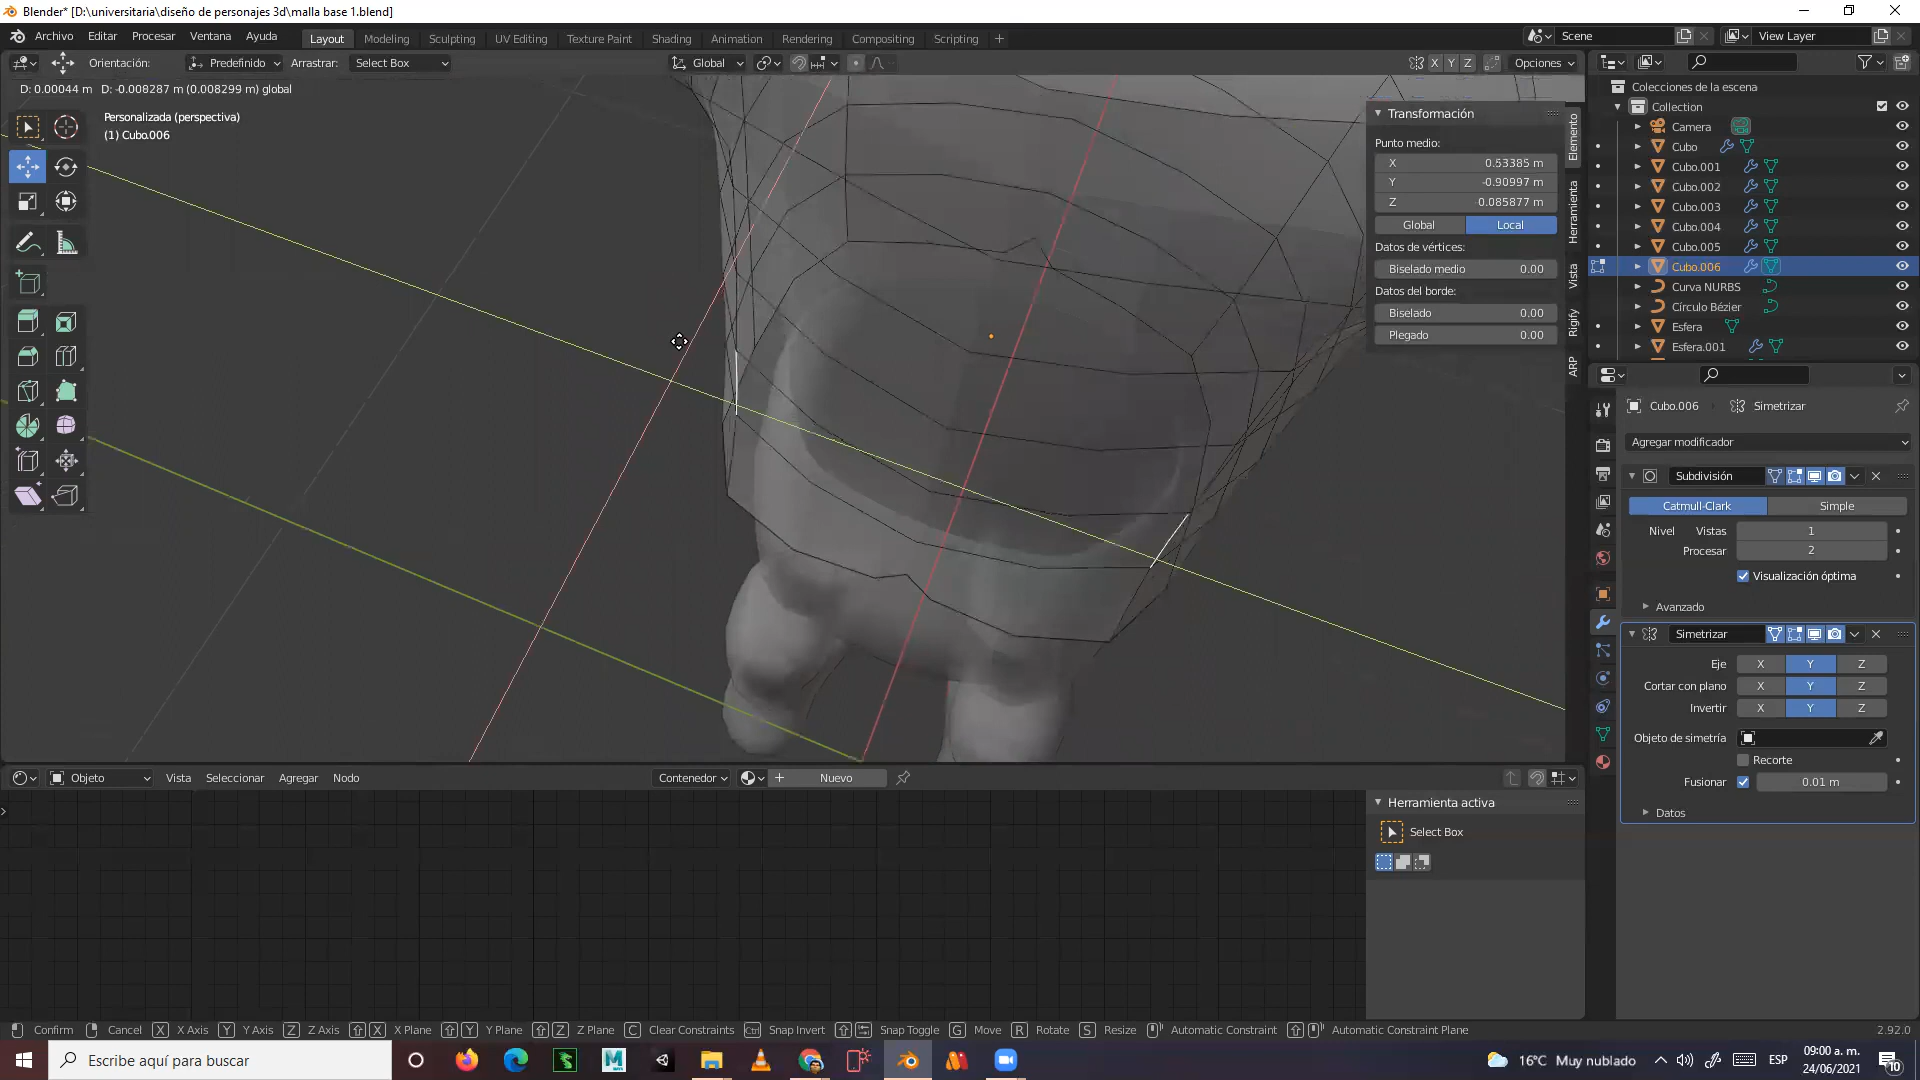 Blender* [D:\universitaria\diseño de personajes 3d\malla base 1.blend]
Archivo Editar Procesar Ventana Ayuda Layout Modeling Sculpting UV Editing Texture Paint Shading Animation Rendering Compositing Scripting + Scene View Layer
Orientación: Predefinido Arrastrar: Select Box Global X Y Z Opciones
D: 0.00044 m D: -0.008287 m (0.008299 m) global
Personalizada (perspectiva)
(1) Cubo.006
Transformación
Punto medio:
X 0.53385 m
Y -0.90997 m
Z 0.085877 m
Global Local
Datos de vértices:
Biselado medio 0.00
Datos del borde:
Biselado 0.00
Plegado 0.00
Elemento
Herramienta
Vista
Rigify
ARP
Colecciones de la escena
Collection
Camera
Cubo
Cubo.001
Cubo.002
Cubo.003
Cubo.004
Cubo.005
Cubo.006
Curva NURBS
Círculo Bézier
Esfera
Esfera.001
Cubo.006 Simetrizar
Agregar modificador
Subdivisión
Catmull-Clark Simple
Nivel Vistas 1
Procesar 2
Visualización óptima
Avanzado
Simetrizar
Eje X Y Z
Cortar con plano X Y Z
Invertir X Y Z
Objeto de simetría
Recorte
Fusionar 0.01 m
Datos
Objeto Vista Seleccionar Agregar Nodo Contenedor Nuevo
Herramienta activa
Select Box
Confirm Cancel X X Axis Y Y Axis Z Z Axis X X Plane Y Y Plane Z Z Plane C Clear Constraints Ctrl Snap Invert Snap Toggle G Move R Rotate S Resize Automatic Constraint Automatic Constraint Plane 2.92.0
Escribe aquí para buscar
16°C Muy nublado ESP
09:00 a. m.
24/06/2021
10